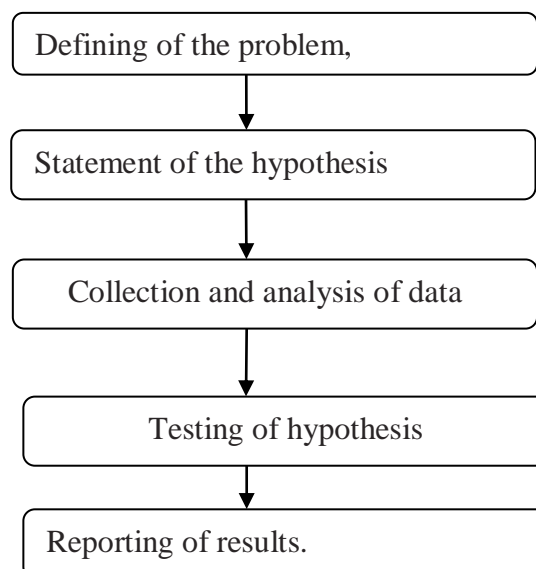 Defining of the problem,
Statement of the hypothesis
Collection and analysis of data
Testing of hypothesis
Reporting of results.